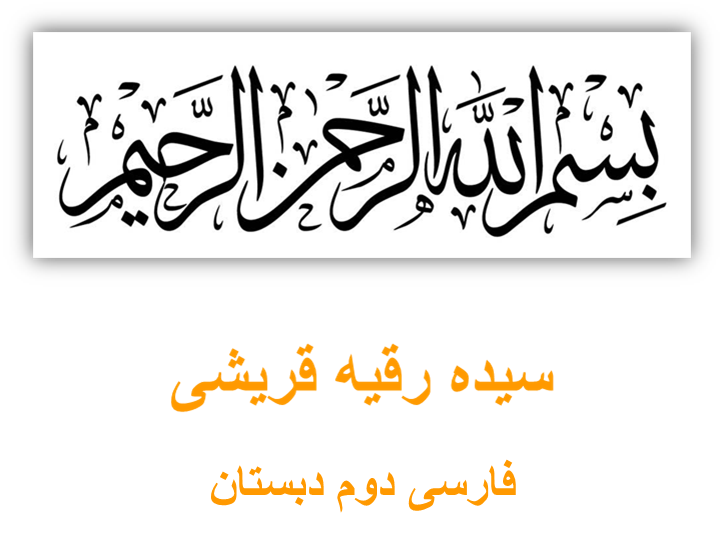 بسم الله الرحمن الرحیم
سیده رقیه قریشی
فارسی دوم دبستان